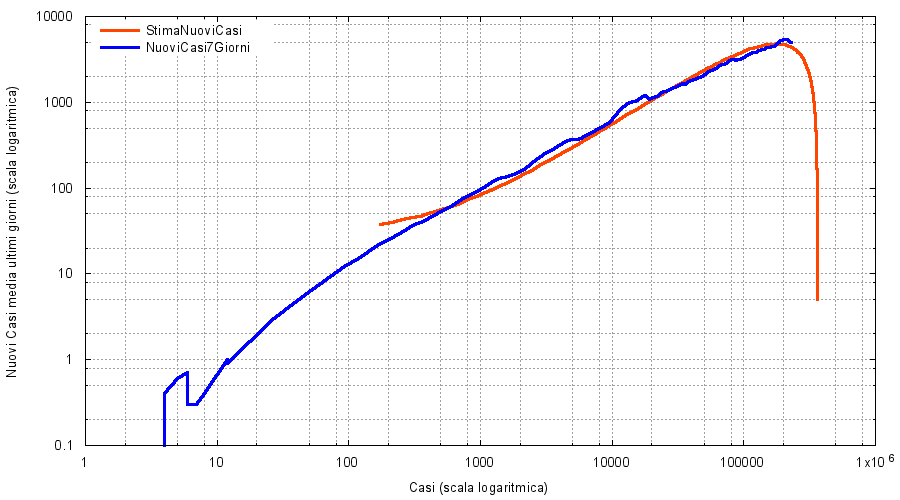 10000
1000
100
10
1
0.1
Nuovi Casi media ultimi giorni (scala logaritmica)
StimaNuoviCasi
NuoviCasi7Giorni
1 10 100 1000 10000 100000 1x10 6
Casi (scala logaritmica)